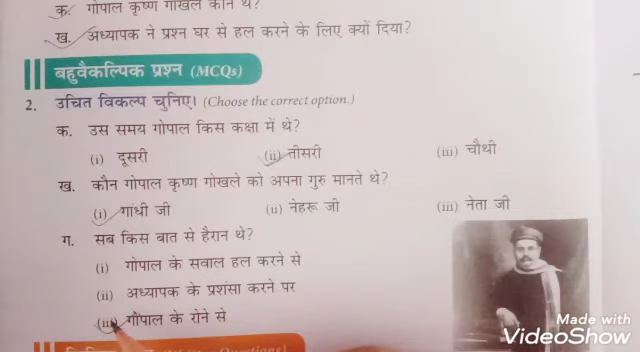 क. गोपाल कृष्ण गोखले कौन थे?
ख. अध्यापक ने प्रश्न घर से हल करने के लिए क्यों दिया?
बहुवैकल्पिक प्रश्न (MCQs)
2. उचित विकल्प चुनिए। (Choose the correct option.)
क. उस समय गोपाल किस कक्षा में थे?
(i) दूसरी (ii) तीसरी (iii) चौथी
ख. कौन गोपाल कृष्ण गोखले को अपना गुरु मानते थे?
(i) गांधी जी (ii) नेहरू जी (iii) नेता जी
ग. सब किस बात से हैरान थे?
(i) गोपाल के सवाल हल करने से
(ii) अध्यापक के प्रशंसा करने पर
(iii) गोपाल के रोने से
Made with
VideoShow